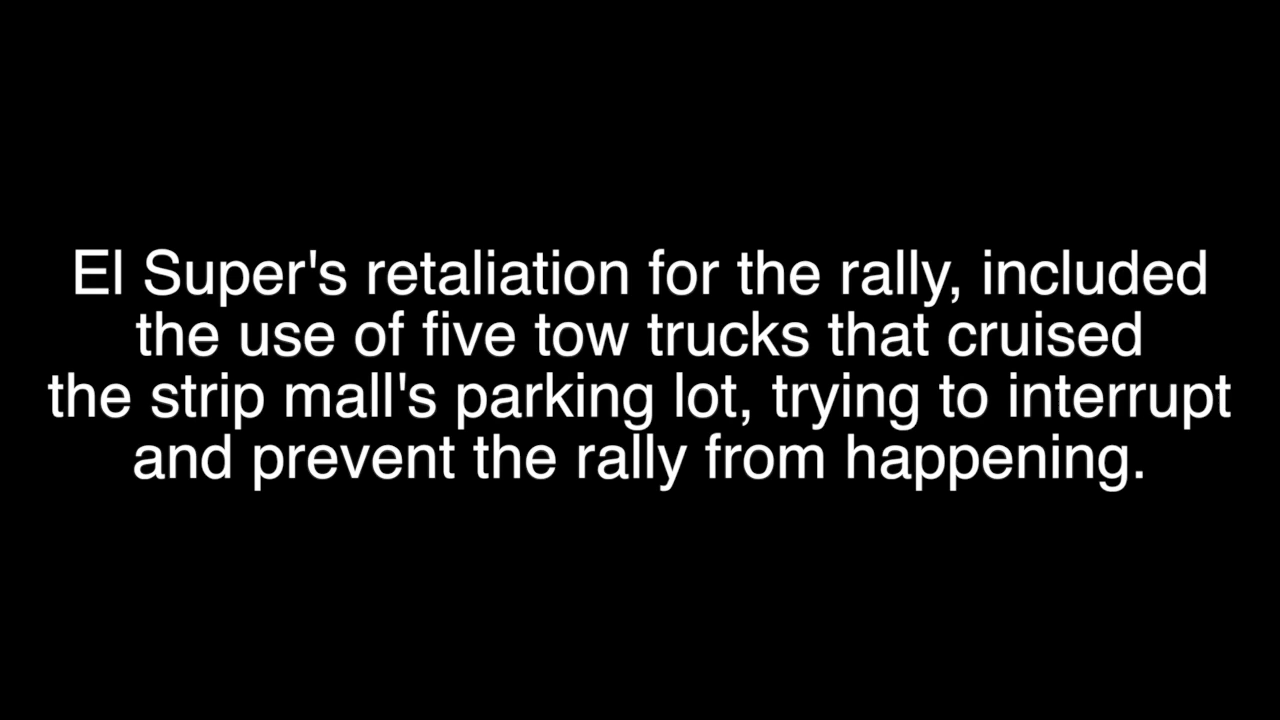 El Super's retaliation for the rally, included
the use of five tow trucks that cruised
the strip mall's parking lot, trying to interrupt
and prevent the rally from happening.